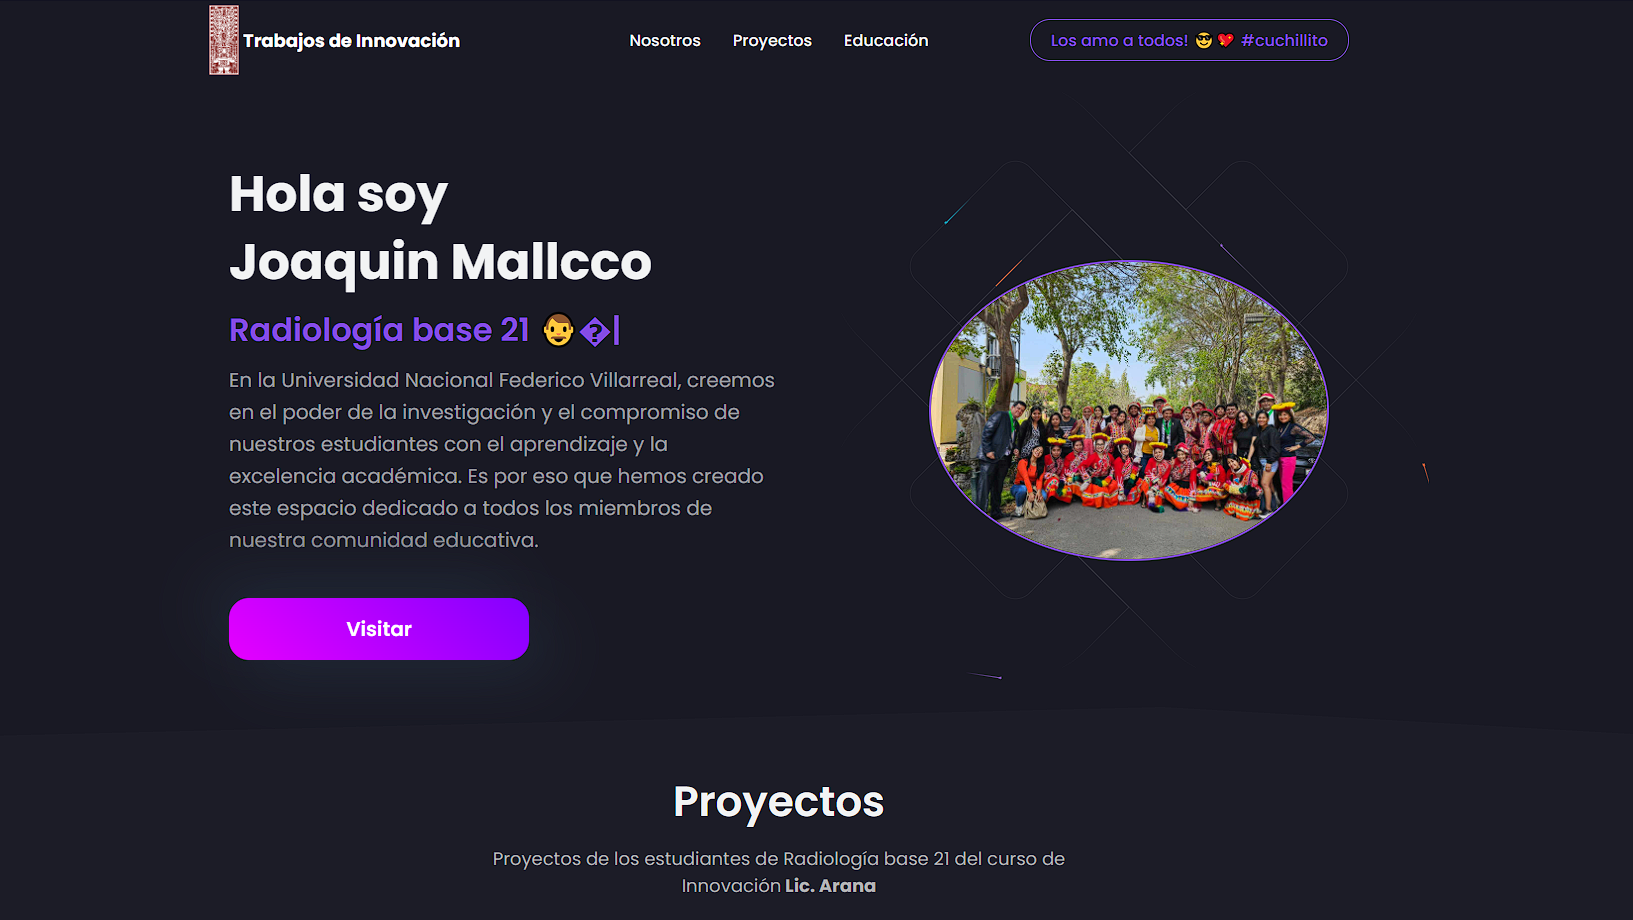 Trabajos de Innovación
Nosotros
Proyectos
Educación
Los amo a todos! 😎 💖 #cuchillito
Hola soy
Joaquin Mallcco
Radiología base 21 👨�|
En la Universidad Nacional Federico Villarreal, creemos
en el poder de la investigación y el compromiso de
nuestros estudiantes con el aprendizaje y la
excelencia académica. Es por eso que hemos creado
este espacio dedicado a todos los miembros de
nuestra comunidad educativa.
Visitar
Proyectos
Proyectos de los estudiantes de Radiología base 21 del curso de
Innovación Lic. Arana